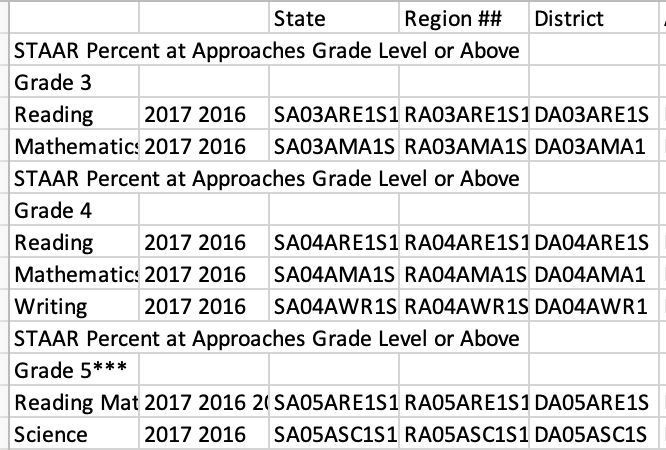 State Region ## District
STAAR Percent at Approaches Grade Level or Above
Grade 3
Reading 2017 2016 SA03ARE1S1 RA03ARE1S1 DA03ARE1S
Mathematics 2017 2016 SA03AMA1S RA03AMA1S DA03AMA1
STAAR Percent at Approaches Grade Level or Above
Grade 4
Reading 2017 2016 SA04ARE1S1 RA04ARE1S1 DA04ARE1S
Mathematics 2017 2016 SA04AMA1S RA04AMA1S DA04AMA1
Writing 2017 2016 SA04AWR1S RA04AWR1S DA04AWR1
STAAR Percent at Approaches Grade Level or Above
Grade 5***
Reading Mat 2017 2016 20 SA05ARE1S1 RA05ARE1S1 DA05ARE1S
Science 2017 2016 SA05ASC1S1 RA05ASC1S1 DA05ASC1S